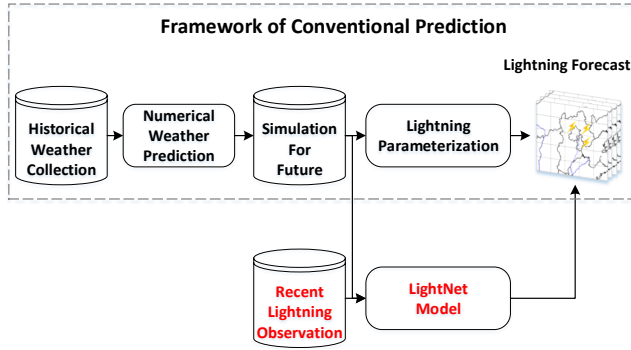 Framework of Conventional Prediction
Lightning Forecast
Historical
Weather
Collection
Numerical
Weather
Prediction
Simulation
For
Future
Lightning
Parameterization
Recent
Lightning
Observation
LightNet
Model